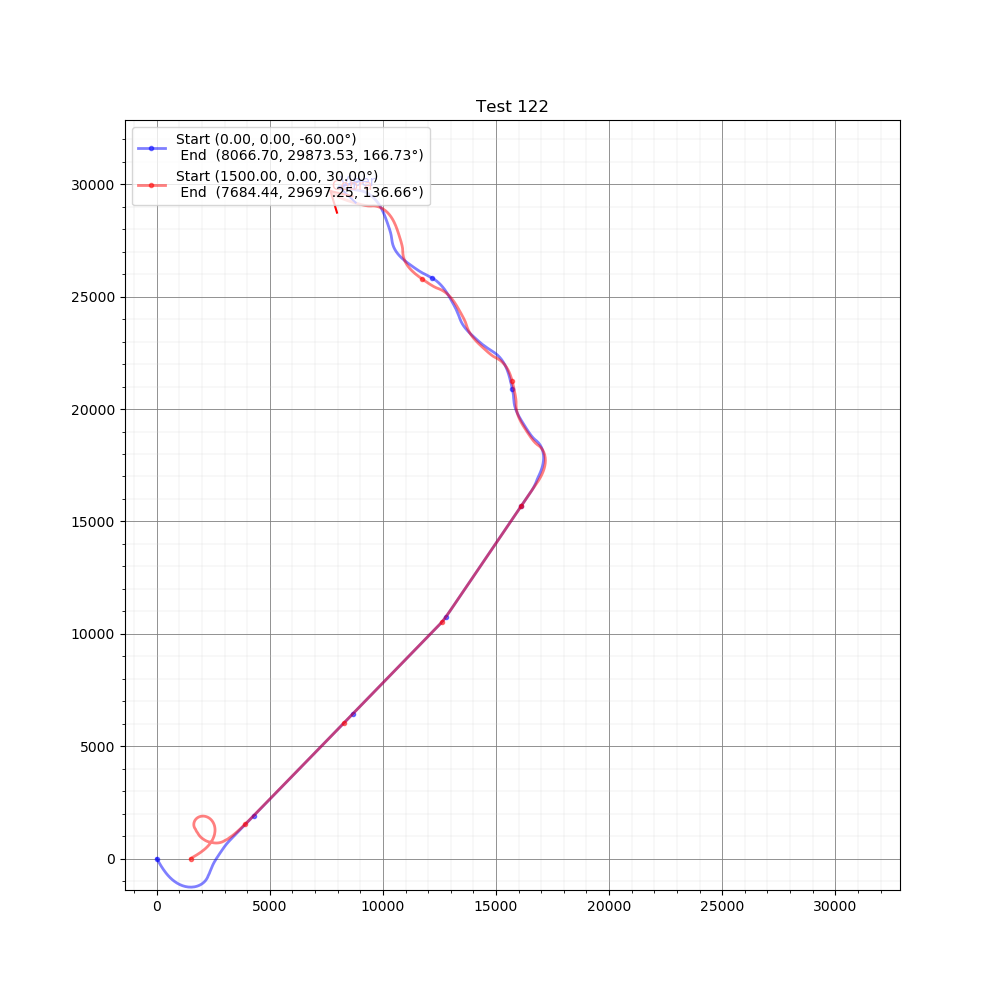 Test 122
Start (0.00, 0.00, -60.00°)
End (8066.70, 29873.53, 166.73°)
Start (1500.00, 0.00, 30.00°)
End (7684.44, 29697.25, 136.66°)
30000
25000
20000
15000
10000
5000
0
0 5000 10000 15000 20000 25000 30000